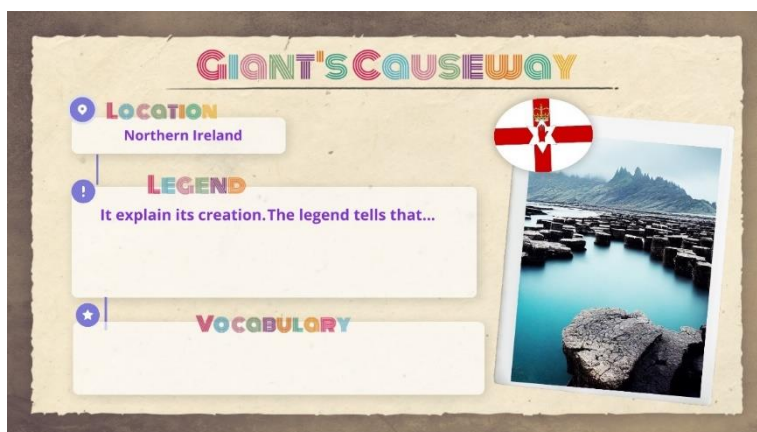 Giant's Causeway
Location
Northern Ireland
Legend
It explain its creation.The legend tells that...
Vocabulary